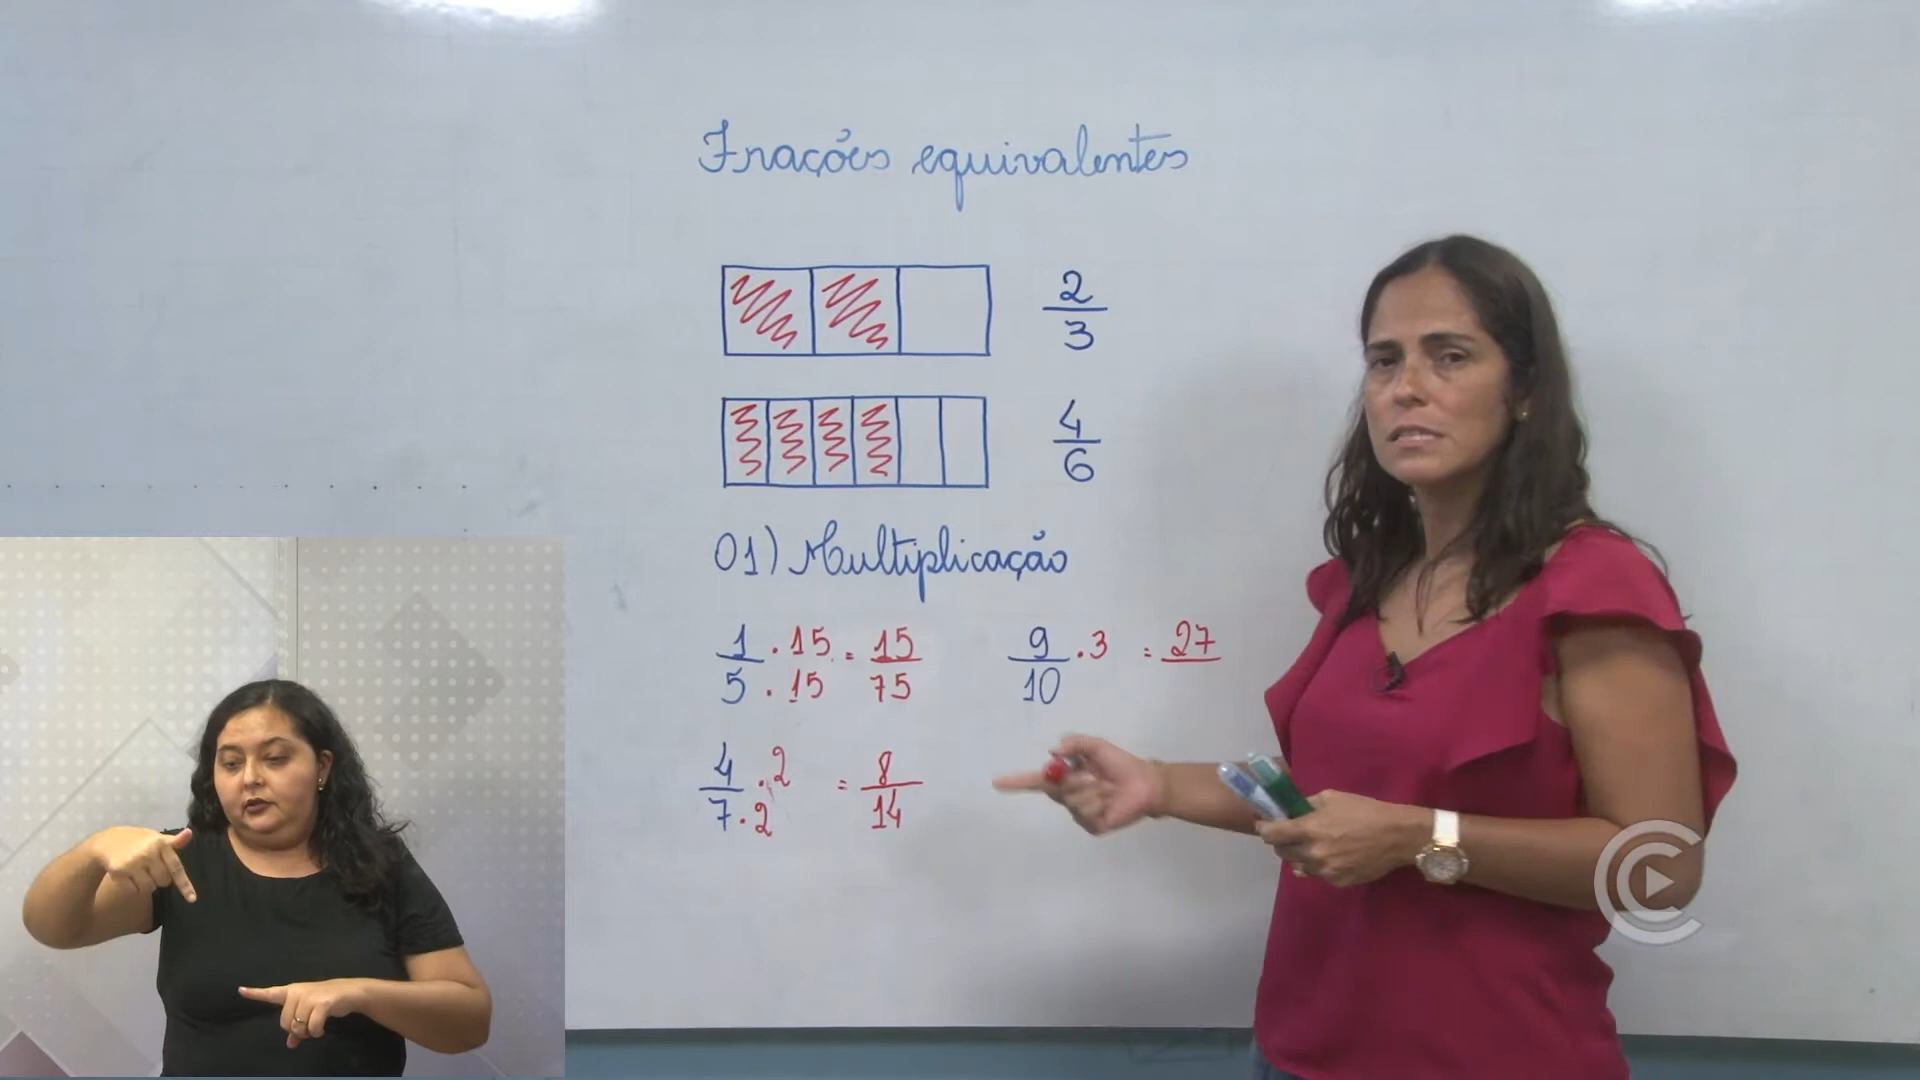 Frações equivalentes
2/3
4/6
01) Multiplicação
1/5 · 15 / · 15 = 15/75
9/10 · 3 = 27/
4/7 · 2 / · 2 = 8/14